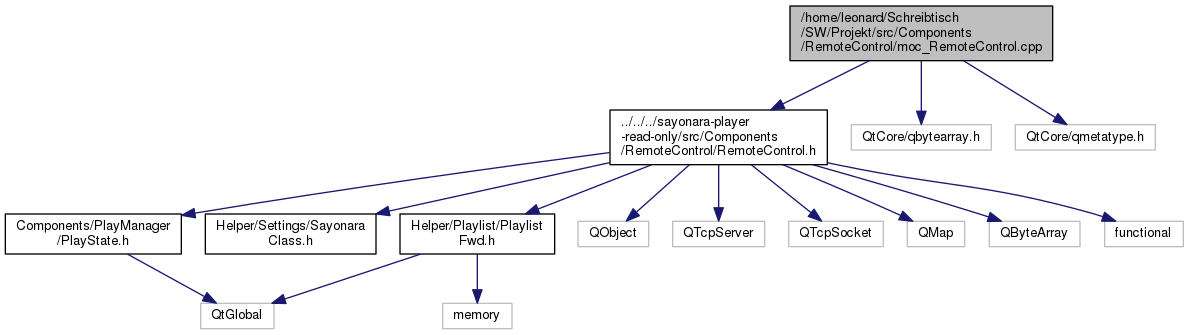 /home/leonard/Schreibtisch
/SW/Projekt/src/Components
/RemoteControl/moc_RemoteControl.cpp
../../../sayonara-player
-read-only/src/Components
/RemoteControl/RemoteControl.h
QtCore/qbytearray.h
QtCore/qmetatype.h
Components/PlayManager
/PlayState.h
Helper/Settings/Sayonara
Class.h
Helper/Playlist/Playlist
Fwd.h
QObject
QTcpServer
QTcpSocket
QMap
QByteArray
functional
QtGlobal
memory